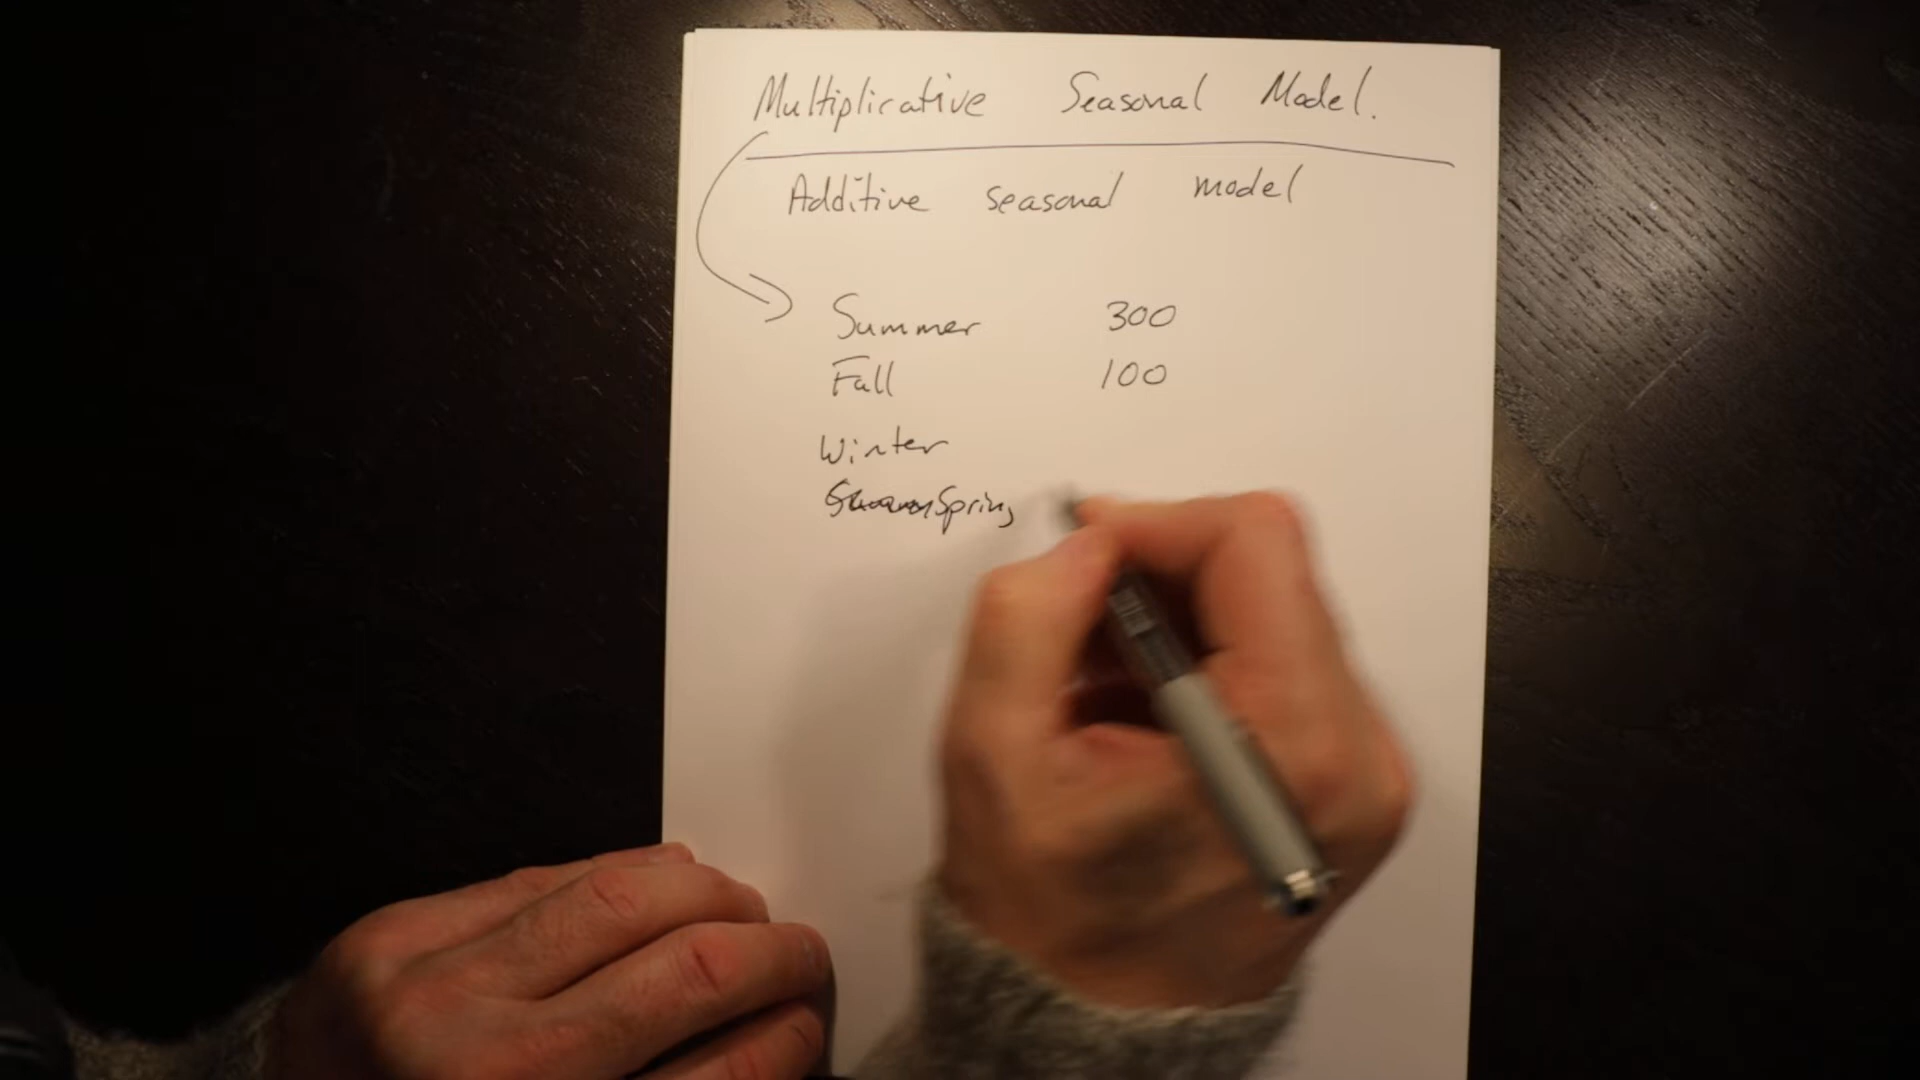 Multiplicative Seasonal Model.
Additive seasonal model
Summer 300
Fall 100
Winter
Spring